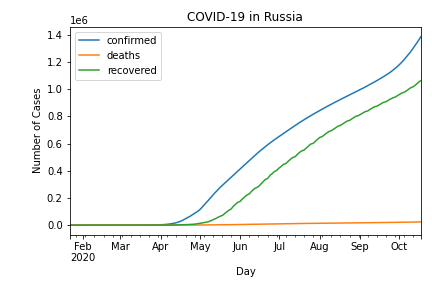 COVID-19 in Russia
1e6
1.4
1.2
1.0
0.8
0.6
0.4
0.2
0.0
Number of Cases
confirmed
deaths
recovered
Feb Mar Apr May Jun Jul Aug Sep Oct
2020
Day